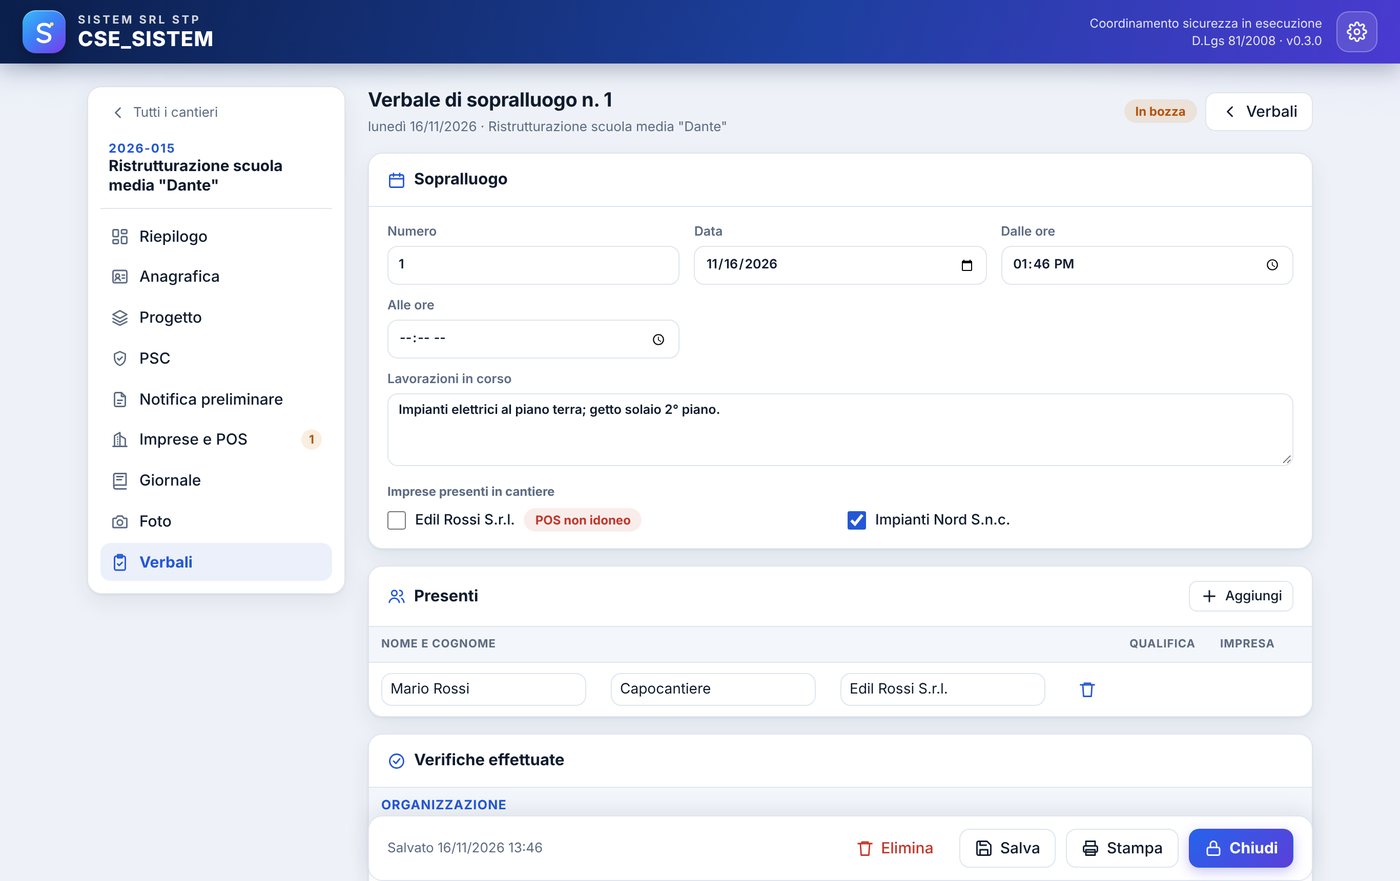 SISTEM SRL STP
CSE_SISTEM
Coordinamento sicurezza in esecuzione
D.Lgs 81/2008 · v0.3.0
Tutti i cantieri
2026-015
Ristrutturazione scuola
media "Dante"
Riepilogo
Anagrafica
Progetto
PSC
Notifica preliminare
Imprese e POS 1
Giornale
Foto
Verbali
Verbale di sopralluogo n. 1
lunedì 16/11/2026 · Ristrutturazione scuola media "Dante"
In bozza
Verbali
Sopralluogo
Numero Data Dalle ore
1 11/16/2026 01:46 PM
Alle ore
--:-- --
Lavorazioni in corso
Impianti elettrici al piano terra; getto solaio 2° piano.
Imprese presenti in cantiere
Edil Rossi S.r.l. POS non idoneo Impianti Nord S.n.c.
Presenti
Aggiungi
NOME E COGNOME QUALIFICA IMPRESA
Mario Rossi Capocantiere Edil Rossi S.r.l.
Verifiche effettuate
ORGANIZZAZIONE
Salvato 16/11/2026 13:46
Elimina Salva Stampa Chiudi